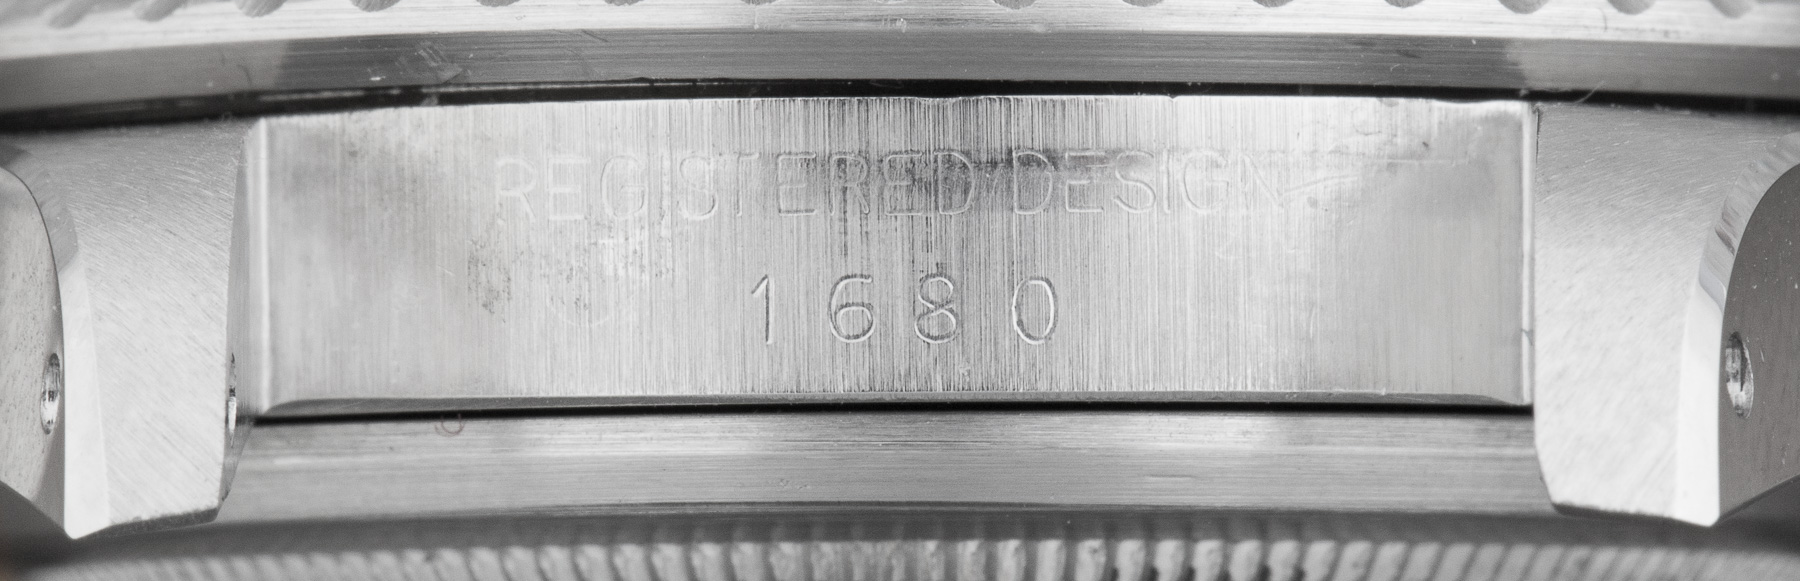 REGISTERED DESIGN
1680